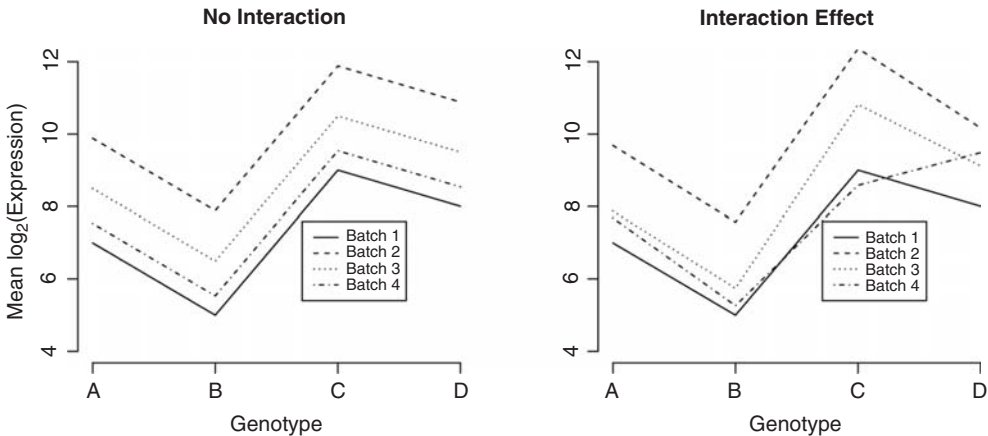 No Interaction
Mean log2(Expression)
12
10
8
6
4
Batch 1
Batch 2
Batch 3
Batch 4
A B C D
Genotype
Interaction Effect
12
10
8
6
4
Batch 1
Batch 2
Batch 3
Batch 4
A B C D
Genotype